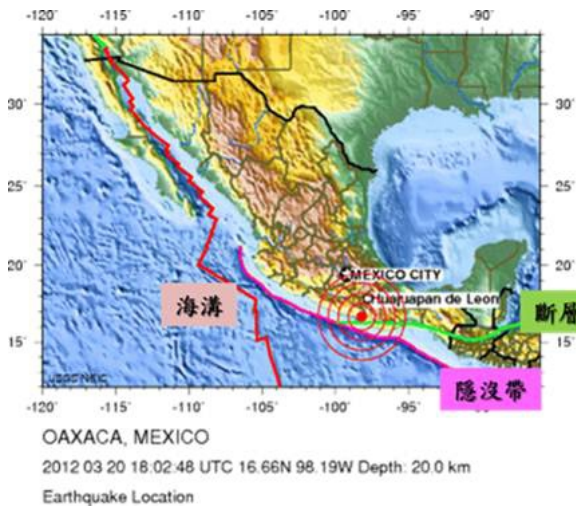 -120° -115° -110° -105° -100° -95° -90°
30°
25°
20°
15°
MEXICO CITY
Huajuapan de Leon
海溝
斷層
隱沒帶
USGS NEIC
-120° -115° -110° -105° -100° -95° -90°
OAXACA, MEXICO
2012 03 20 18:02:48 UTC 16.66N 98.19W Depth: 20.0 km
Earthquake Location